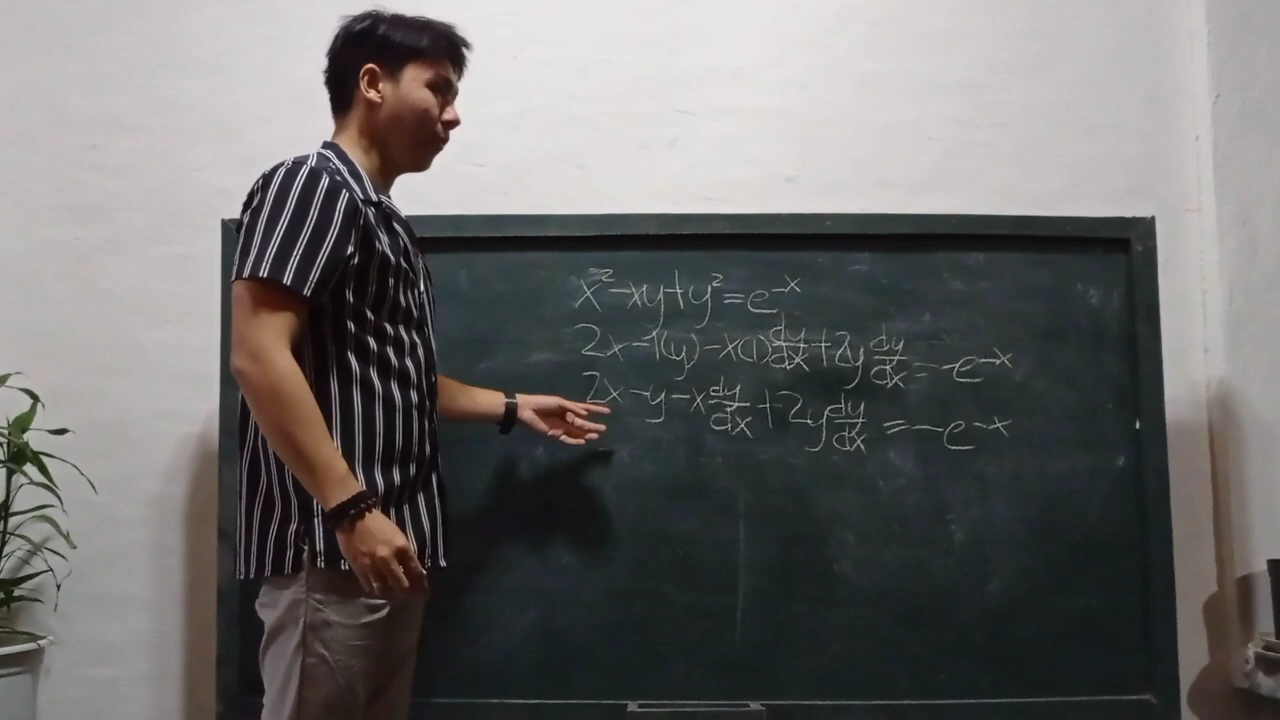 x²-xy+y²=e^-x
2x-1(y)-x(1)dy/dx+2y dy/dx=-e^-x
2x-y-x dy/dx+2y dy/dx=-e^-x